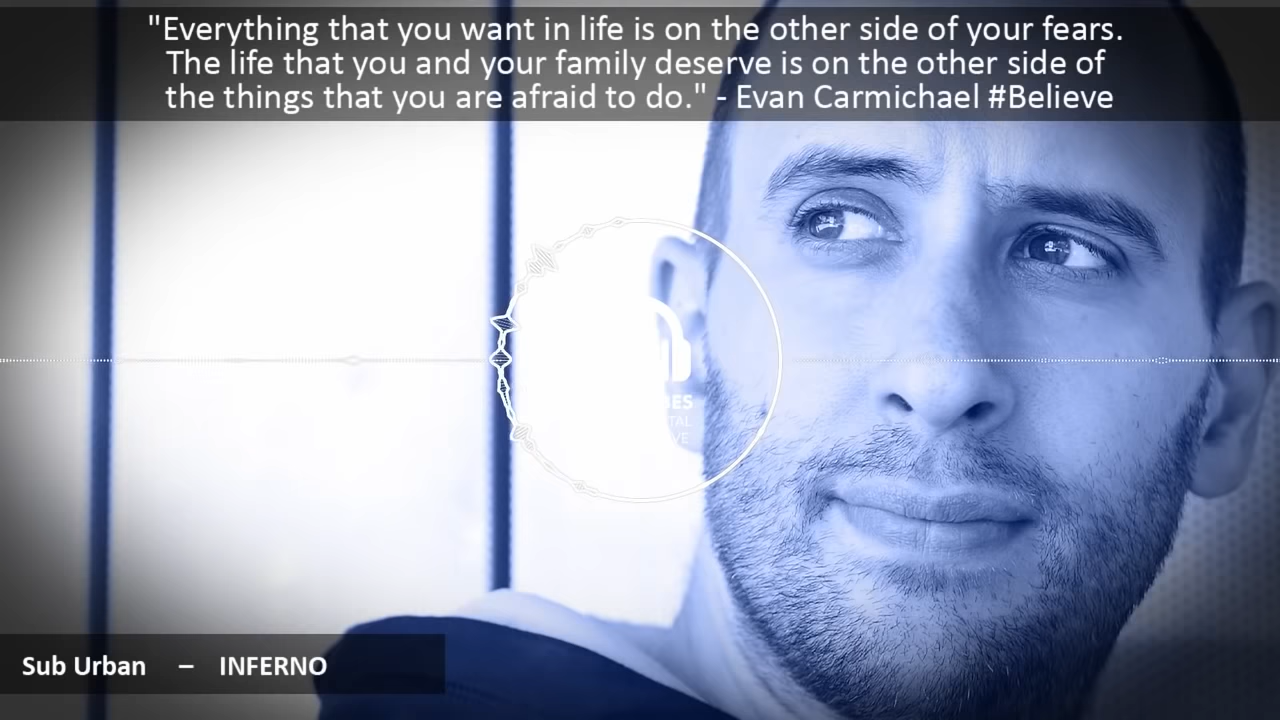 "Everything that you want in life is on the other side of your fears.
The life that you and your family deserve is on the other side of
the things that you are afraid to do." - Evan Carmichael #Believe
Sub Urban – INFERNO